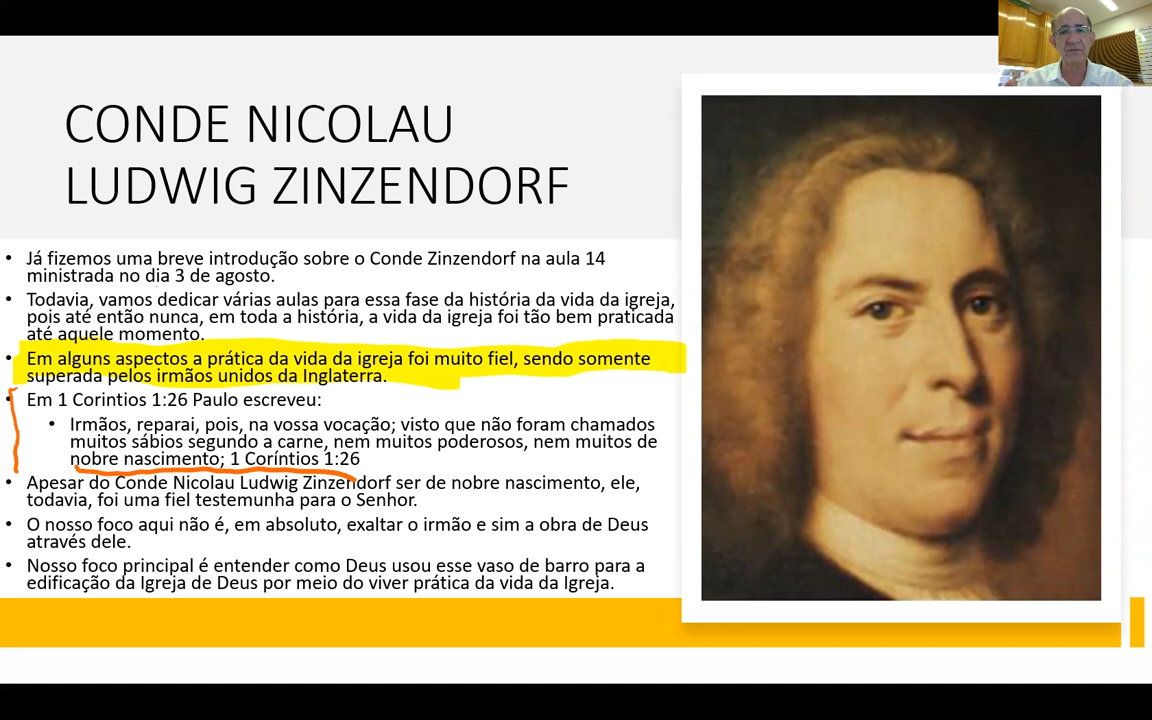 CONDE NICOLAU
LUDWIG ZINZENDORF
• Já fizemos uma breve introdução sobre o Conde Zinzendorf na aula 14
ministrada no dia 3 de agosto.
• Todavia, vamos dedicar várias aulas para essa fase da história da vida da igreja,
pois até então nunca, em toda a história, a vida da igreja foi tão bem praticada
até aquele momento.
• Em alguns aspectos a prática da vida da igreja foi muito fiel, sendo somente
superada pelos irmãos unidos da Inglaterra.
• Em 1 Corintios 1:26 Paulo escreveu:
• Irmãos, reparai, pois, na vossa vocação; visto que não foram chamados
muitos sábios segundo a carne, nem muitos poderosos, nem muitos de
nobre nascimento; 1 Coríntios 1:26
• Apesar do Conde Nicolau Ludwig Zinzendorf ser de nobre nascimento, ele,
todavia, foi uma fiel testemunha para o Senhor.
• O nosso foco aqui não é, em absoluto, exaltar o irmão e sim a obra de Deus
através dele.
• Nosso foco principal é entender como Deus usou esse vaso de barro para a
edificação da Igreja de Deus por meio do viver prática da vida da Igreja.